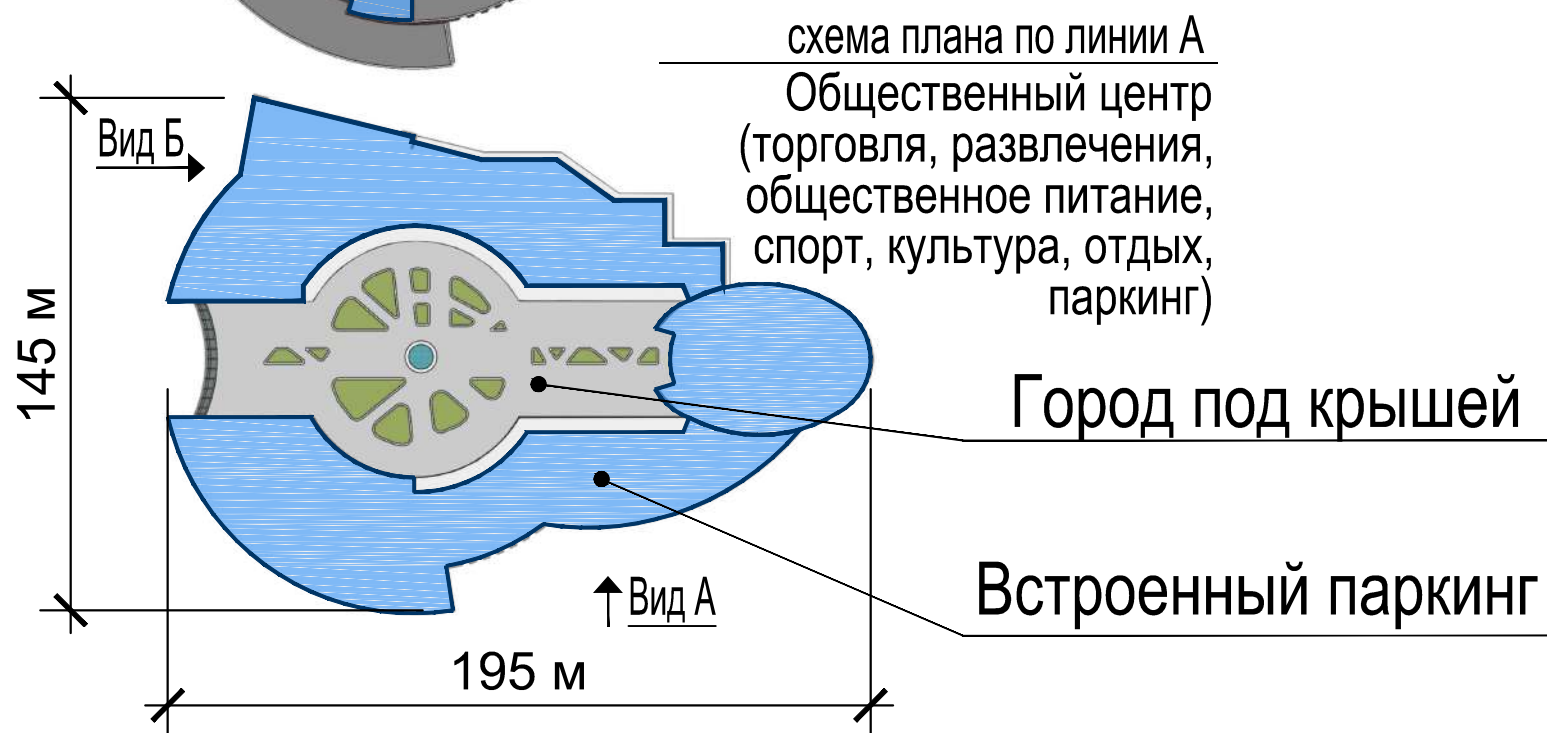 схема плана по линии А
Общественный центр
(торговля, развлечения,
общественное питание,
спорт, культура, отдых,
паркинг)
Вид Б
145 м
Город под крышей
Встроенный паркинг
Вид А
195 м